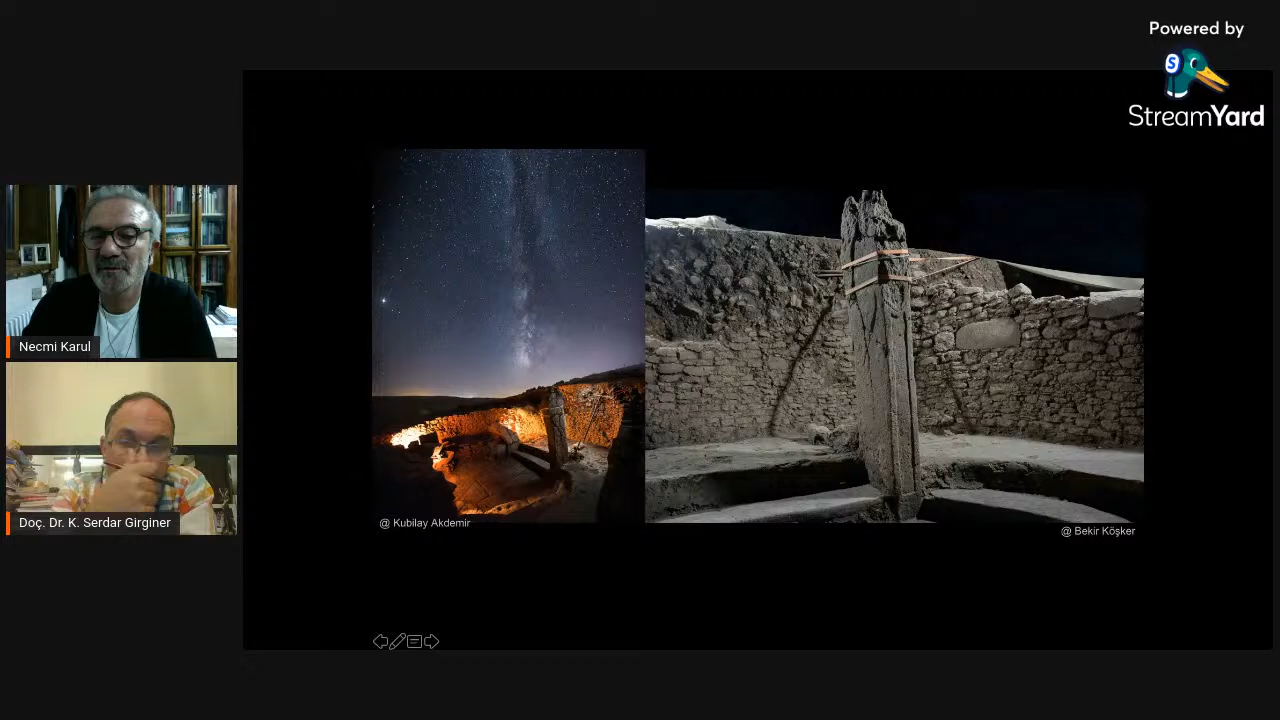 Powered by
S
StreamYard
Necmi Karul
Doç. Dr. K. Serdar Girginer
@ Kubilay Akdemir
@ Bekir Köşker